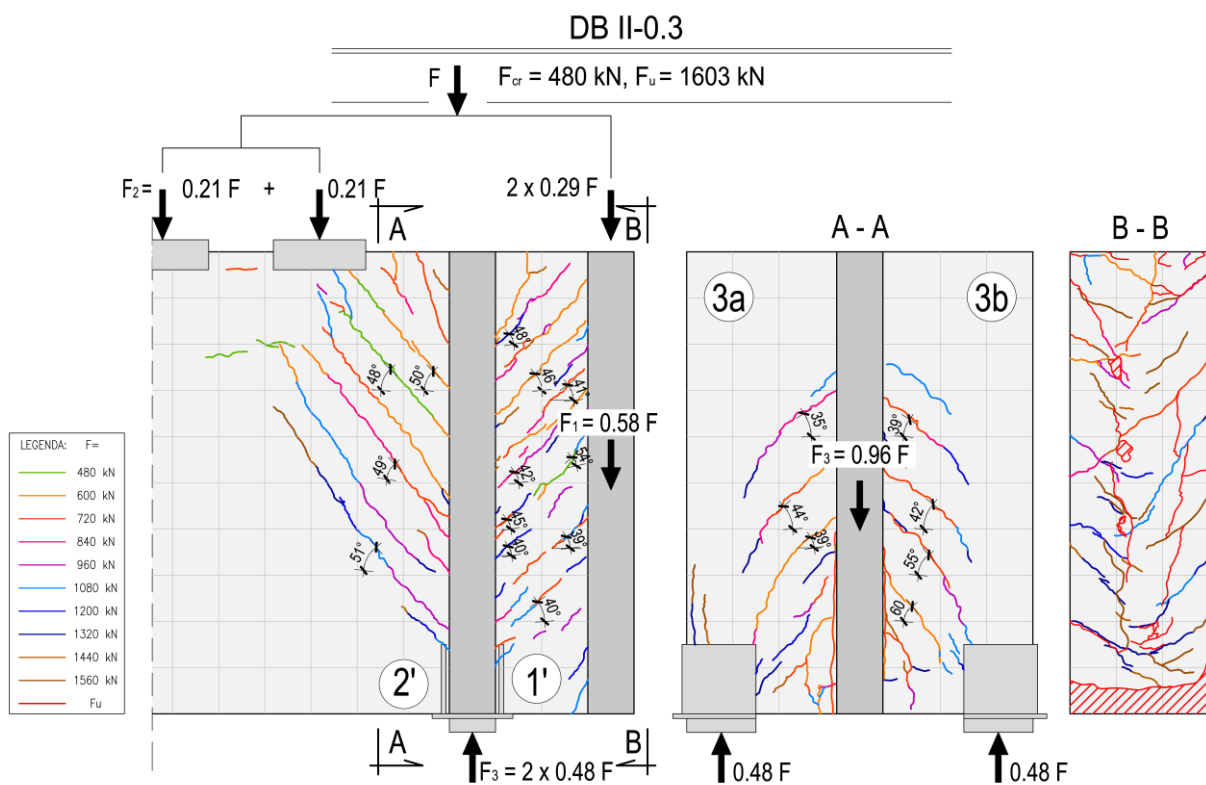 DB II-0.3
F
Fcr = 480 kN, Fu = 1603 kN
F2 = 0.21 F + 0.21 F
2 x 0.29 F
A
B
A - A
B - B
3a
3b
48°
48°
50°
46°
41°
F1 = 0.58 F
35°
39°
F3 = 0.96 F
54°
49°
42°
45°
40°
39°
44°
39°
42°
51°
55°
40°
60
LEGENDA: F=
480 kN
600 kN
720 kN
840 kN
960 kN
1080 kN
1200 kN
1320 kN
1440 kN
1560 kN
Fu
2'
1'
A
B
F3 = 2 x 0.48 F
0.48 F
0.48 F